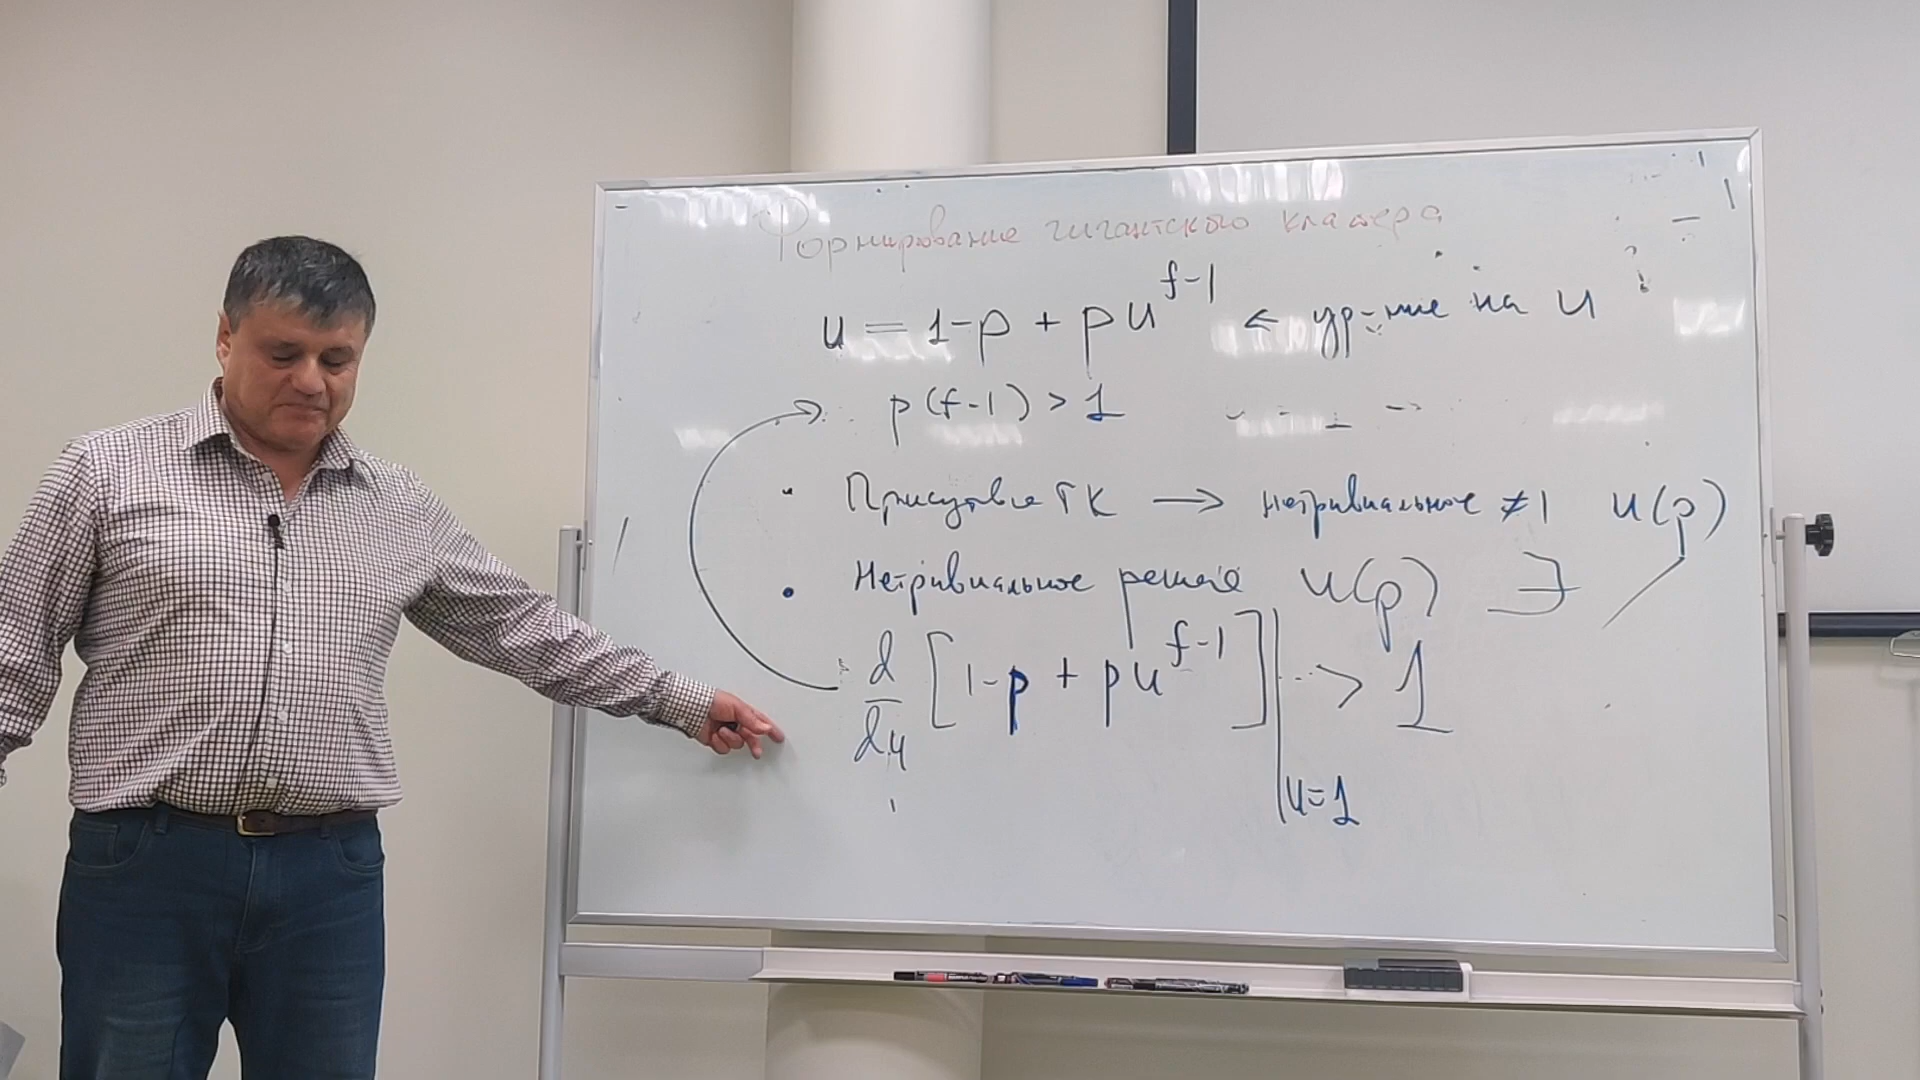 Формирование гигантского кластера
u = 1-p + pu^{f-1} ← ур-ние на u
p(f-1) > 1
• Присутствие ГК → нетривиальное ≠1 u(p)
• Нетривиальное решение u(p) ∃
d/du [1-p + pu^{f-1}]|_{u=1} > 1